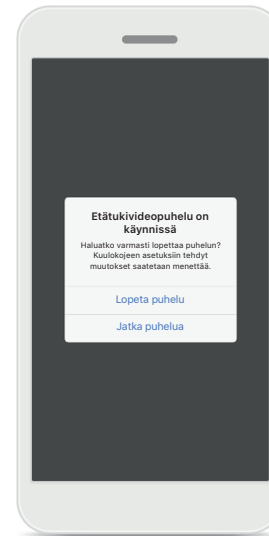 Etätukivideopuhelu on
käynnissä
Haluatko varmasti lopettaa puhelun?
Kuulokojeen asetuksiin tehdyt
muutokset saatetaan menettää.
Lopeta puhelu
Jatka puhelua